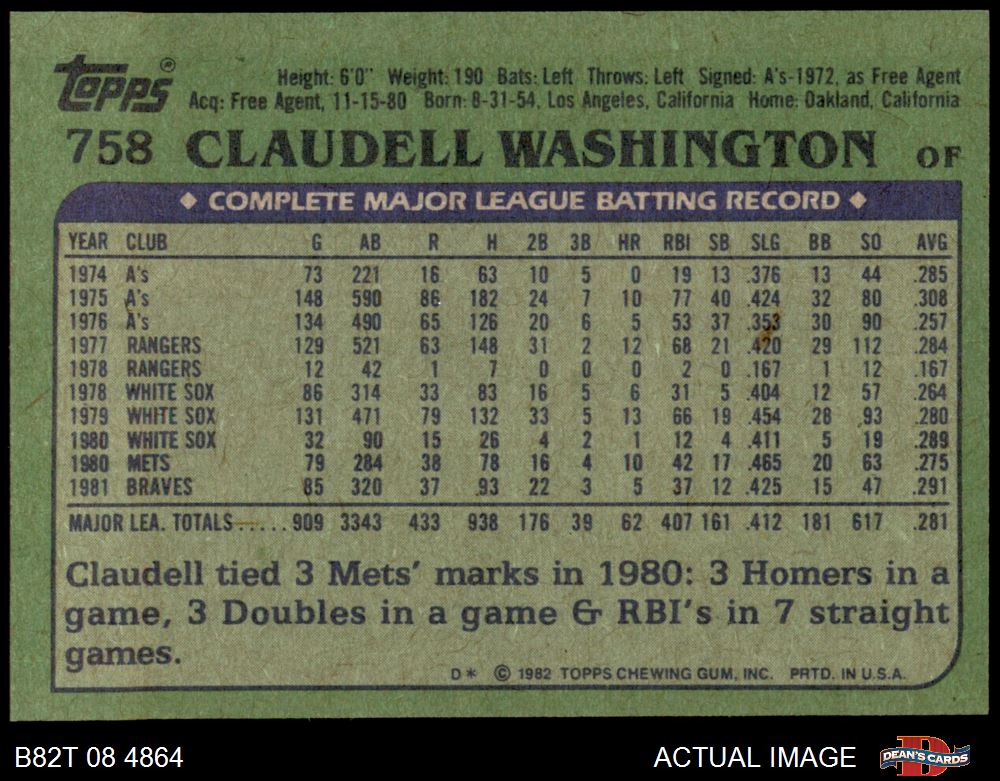 Topps®
Height: 6'0" Weight: 190 Bats: Left Throws: Left Signed: A's-1972, as Free Agent
Acq: Free Agent, 11-15-80 Born: 8-31-54, Los Angeles, California Home: Oakland, California
758 CLAUDELL WASHINGTON OF
◆ COMPLETE MAJOR LEAGUE BATTING RECORD ◆
YEAR CLUB G AB R H 2B 3B HR RBI SB SLG BB SO AVG
1974 A's 73 221 16 63 10 5 0 19 13 .376 13 44 .285
1975 A's 148 590 86 182 24 7 10 77 40 .424 32 80 .308
1976 A's 134 490 65 126 20 6 5 53 37 .353 30 90 .257
1977 RANGERS 129 521 63 148 31 2 12 68 21 .420 29 112 .284
1978 RANGERS 12 42 1 7 0 0 0 2 0 .167 1 12 .167
1978 WHITE SOX 86 314 33 83 16 5 6 31 5 .404 12 57 .264
1979 WHITE SOX 131 471 79 132 33 5 13 66 19 .454 28 93 .280
1980 WHITE SOX 32 90 15 26 4 2 1 12 4 .411 5 19 .289
1980 METS 79 284 38 78 16 4 10 42 17 .465 20 63 .275
1981 BRAVES 85 320 37 93 22 3 5 37 12 .425 15 47 .291
MAJOR LEA. TOTALS...... 909 3343 433 938 176 39 62 407 161 .412 181 617 .281
Claudell tied 3 Mets' marks in 1980: 3 Homers in a
game, 3 Doubles in a game & RBI's in 7 straight
games.
D* © 1982 TOPPS CHEWING GUM, INC. PRTD. IN U.S.A.
B82T 08 4864 ACTUAL IMAGE D DEAN'S CARDS